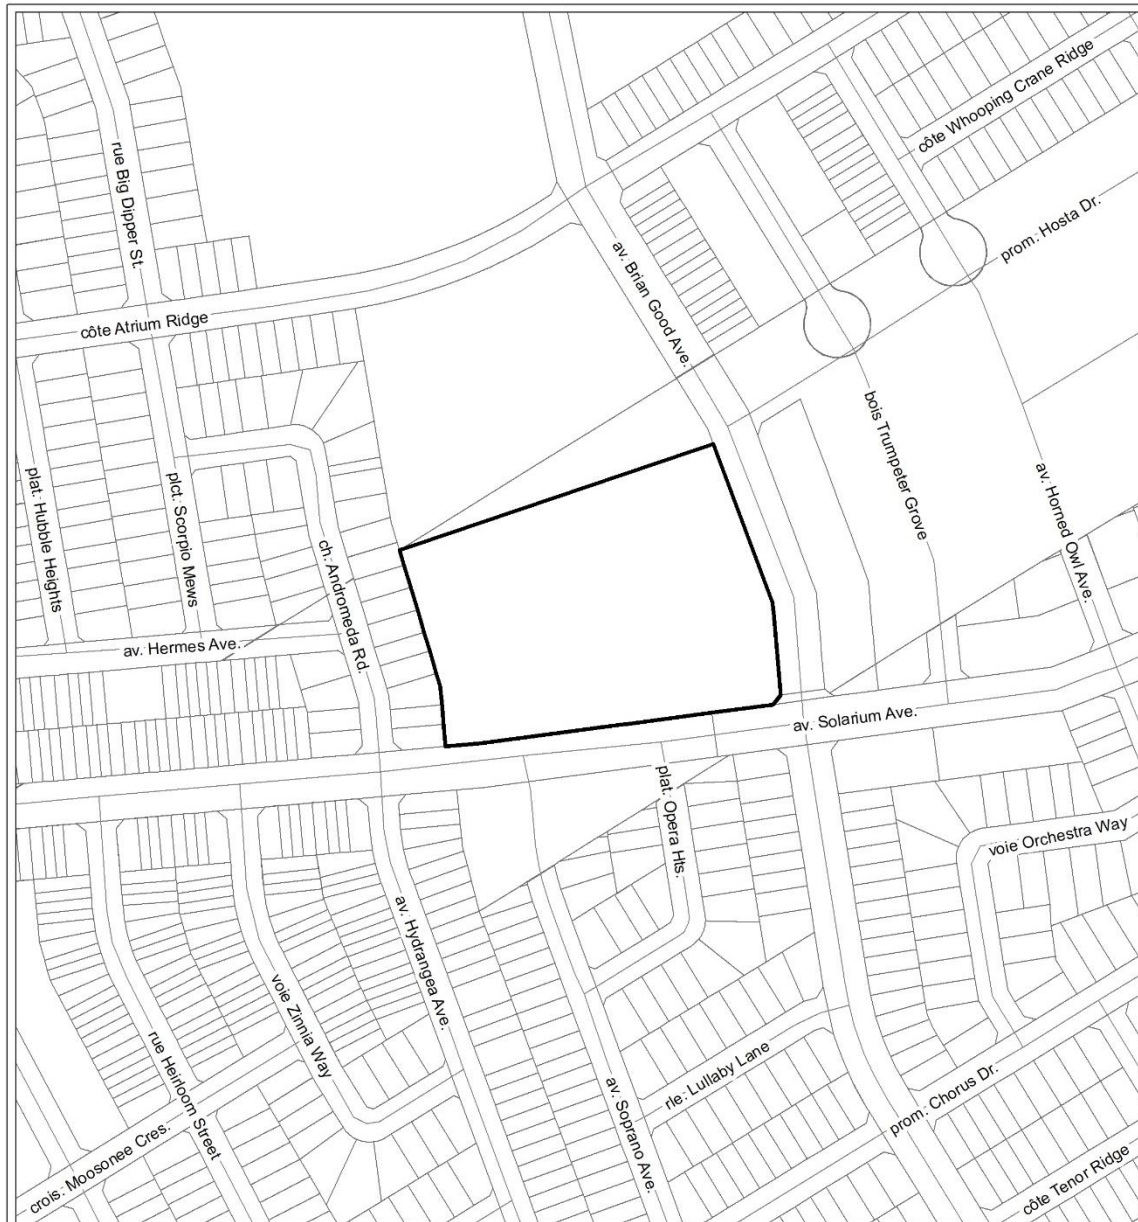 côte Whooping Crane Ridge
rue Big Dipper St.
prom. Hosta Dr.
av. Brian Good Ave.
côte Atrium Ridge
bois Trumpeter Grove
plat. Hubble Heights
plct. Scorpio Mews
av. Horned Owl Ave.
ch. Andromeda Rd.
av. Hermes Ave.
av. Solarium Ave.
plat. Opera Hts.
voie Orchestra Way
av. Hydrangea Ave.
voie Zinnia Way
rue Heirloom Street
rle. Lullaby Lane
prom. Chorus Dr.
av. Soprano Ave.
crois. Moosonee Cres.
côte Tenor Ridge